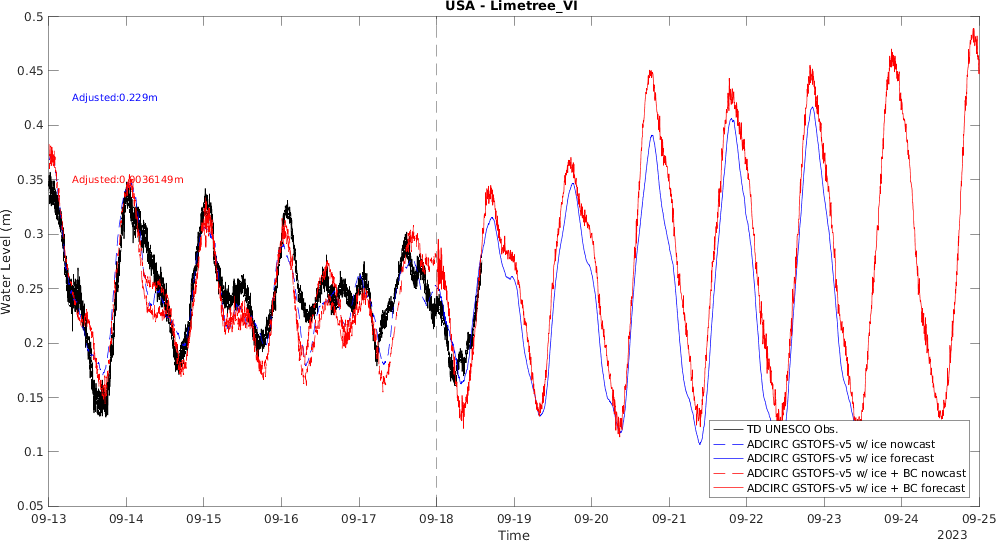 USA - Limetree_VI
0.5
0.45
0.4
0.35
0.3
0.25
0.2
0.15
0.1
0.05
Water Level (m)
Adjusted:0.229m
Adjusted:0.0036149m
TD UNESCO Obs.
ADCIRC GSTOFS-v5 w/ ice nowcast
ADCIRC GSTOFS-v5 w/ ice forecast
ADCIRC GSTOFS-v5 w/ ice + BC nowcast
ADCIRC GSTOFS-v5 w/ ice + BC forecast
09-13 09-14 09-15 09-16 09-17 09-18 09-19 09-20 09-21 09-22 09-23 09-24 09-25
Time
2023